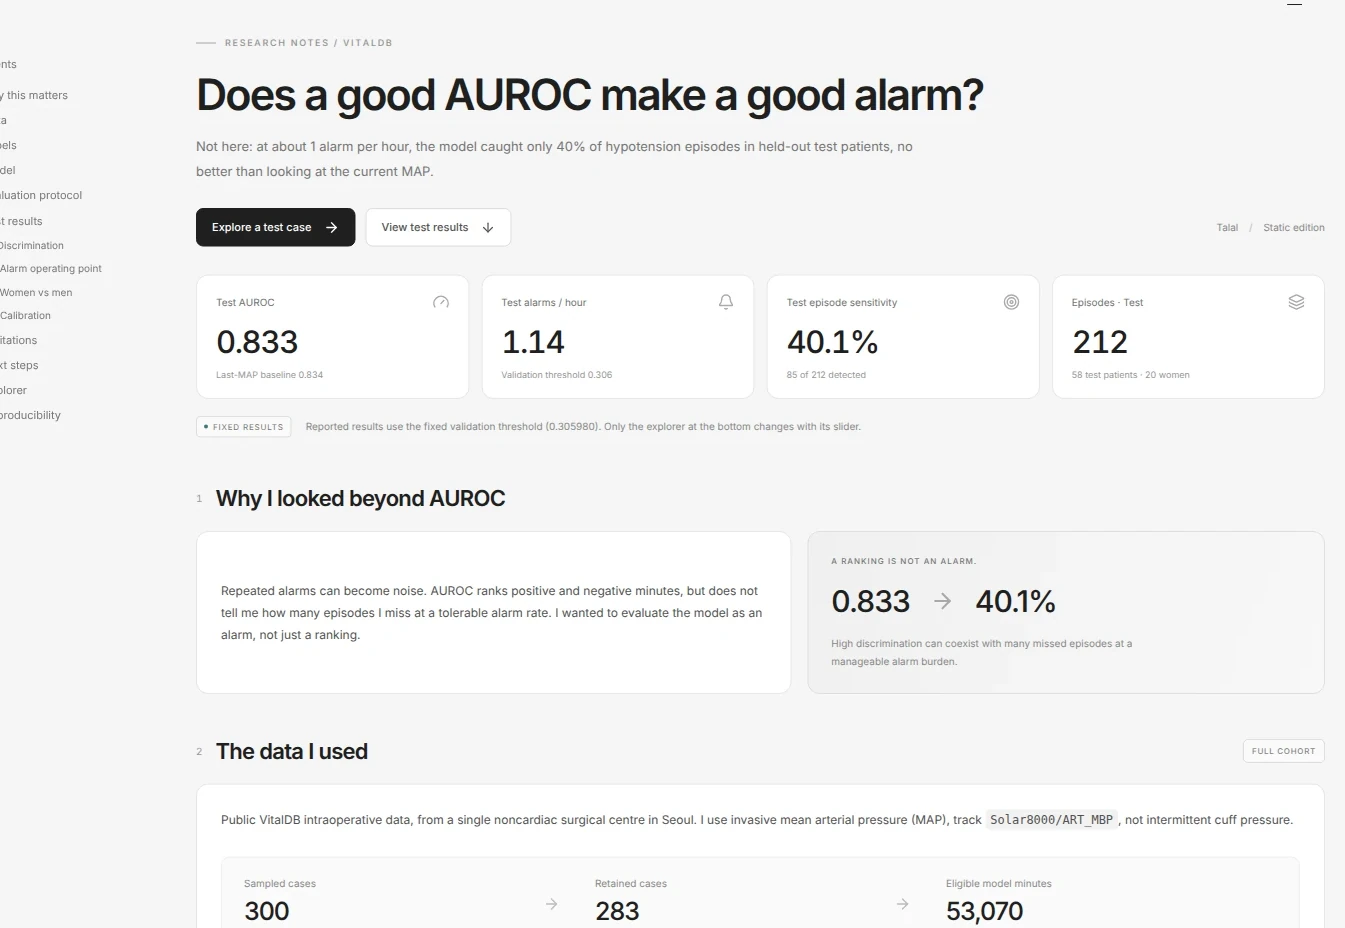 RESEARCH NOTES / VITALDB
Does a good AUROC make a good alarm?
Not here: at about 1 alarm per hour, the model caught only 40% of hypotension episodes in held-out test patients, no
better than looking at the current MAP.
Explore a test case
View test results
Talal / Static edition
nts
y this matters
ta
bels
del
luation protocol
t results
Discrimination
Alarm operating point
Women vs men
Calibration
itations
xt steps
plorer
producibility
Test AUROC
0.833
Last-MAP baseline 0.834
Test alarms / hour
1.14
Validation threshold 0.306
Test episode sensitivity
40.1%
85 of 212 detected
Episodes · Test
212
58 test patients · 20 women
FIXED RESULTS
Reported results use the fixed validation threshold (0.305980). Only the explorer at the bottom changes with its slider.
1 Why I looked beyond AUROC
Repeated alarms can become noise. AUROC ranks positive and negative minutes, but does not
tell me how many episodes I miss at a tolerable alarm rate. I wanted to evaluate the model as an
alarm, not just a ranking.
A RANKING IS NOT AN ALARM.
0.833 → 40.1%
High discrimination can coexist with many missed episodes at a
manageable alarm burden.
2 The data I used
FULL COHORT
Public VitalDB intraoperative data, from a single noncardiac surgical centre in Seoul. I use invasive mean arterial pressure (MAP), track Solar8000/ART_MBP, not intermittent cuff pressure.
Sampled cases
300
Retained cases
283
Eligible model minutes
53,070